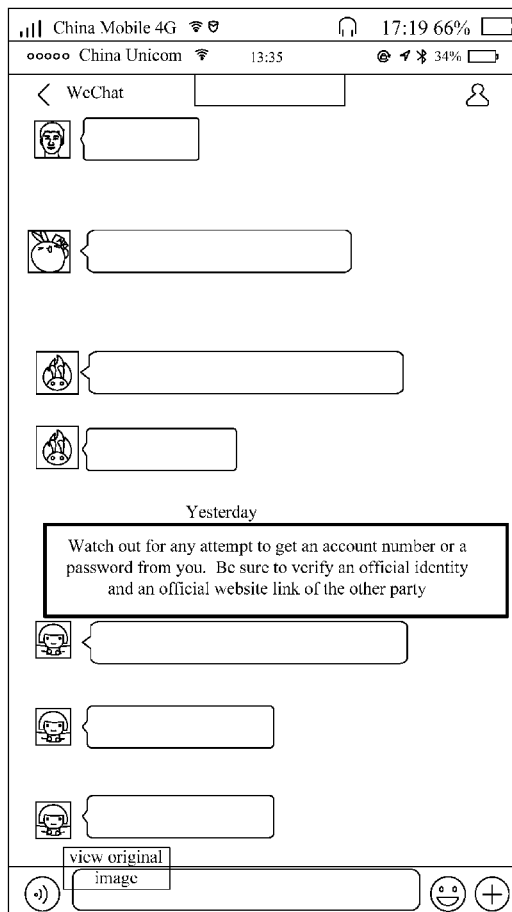 China Mobile 4G 17:19 66%
China Unicom 13:35 34%
WeChat
Yesterday
Watch out for any attempt to get an account number or a
password from you. Be sure to verify an official identity
and an official website link of the other party
view original
image